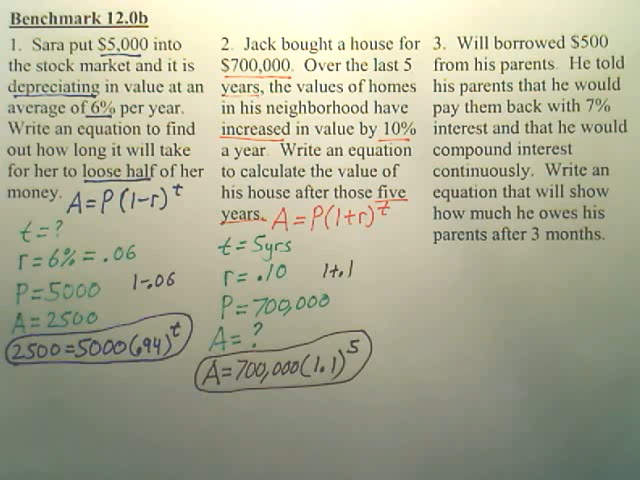 Benchmark 12.0b
1. Sara put $5,000 into
the stock market and it is
depreciating in value at an
average of 6% per year.
Write an equation to find
out how long it will take
for her to loose half of her
money. A=P(1-r)^t
t=?
r=6%=.06
P=5000 1-.06
A=2500
2500=5000(.94)^t
2. Jack bought a house for
$700,000. Over the last 5
years, the values of homes
in his neighborhood have
increased in value by 10%
a year. Write an equation
to calculate the value of
his house after those five
years. A=P(1+r)^t
t=5yrs
r=.10 1+.1
P=700,000
A=?
A=700,000(1.1)^5
3. Will borrowed $500
from his parents. He told
his parents that he would
pay them back with 7%
interest and that he would
compound interest
continuously. Write an
equation that will show
how much he owes his
parents after 3 months.